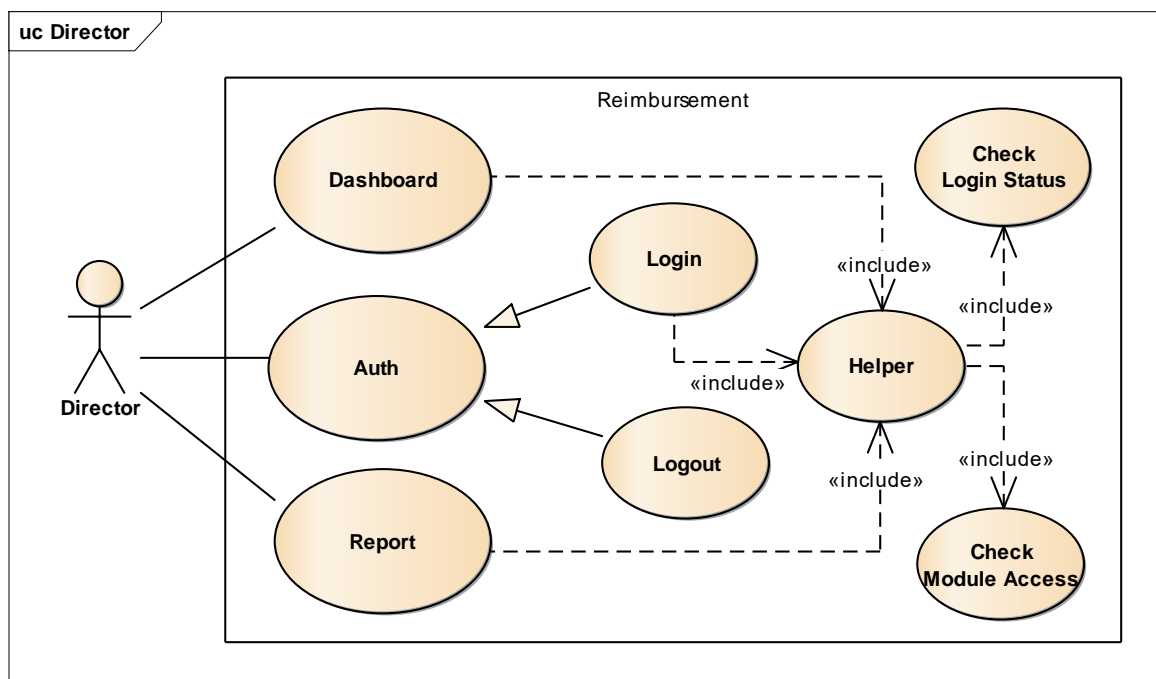 uc Director
Reimbursement
Dashboard
Check
Login Status
Login
«include»
«include»
Auth
Helper
«include»
Director
Logout
«include»
«include»
Report
Check
Module Access